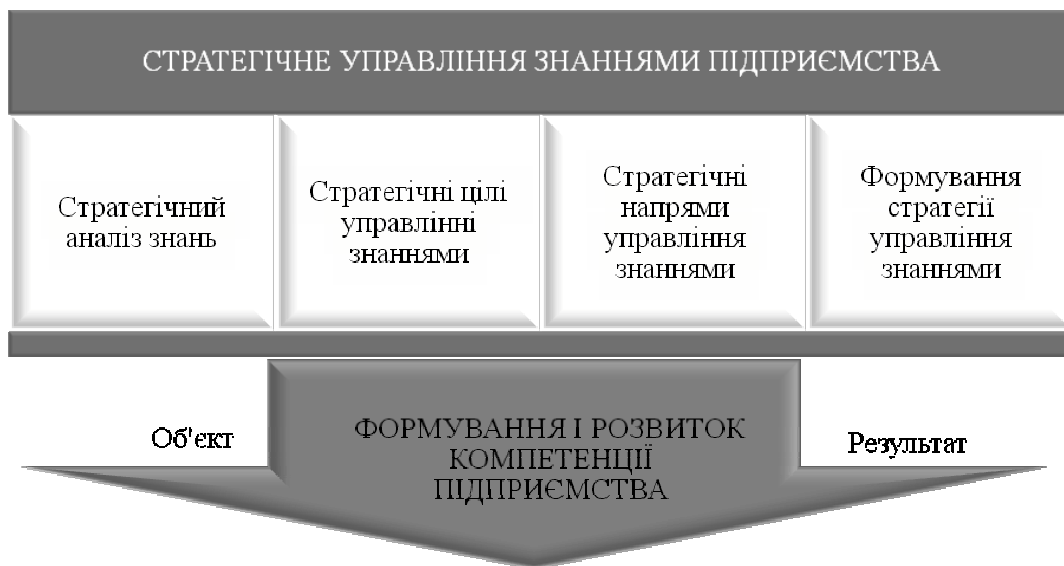 СТРАТЕГІЧНЕ УПРАВЛІННЯ ЗНАННЯМИ ПІДПРИЄМСТВА
Стратегічний
аналіз знань
Стратегічні цілі
управлінні
знаннями
Стратегічні
напрями
управління
знаннями
Формування
стратегії
управління
знаннями
Об'єкт
ФОРМУВАННЯ І РОЗВИТОК
КОМПЕТЕНЦІЇ
ПІДПРИЄМСТВА
Результат